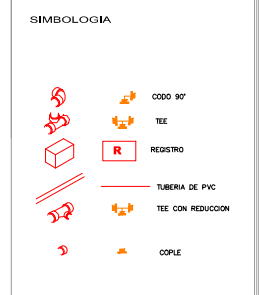 SIMBOLOGIA
CODO 90°
TEE
R REGISTRO
TUBERIA DE PVC
TEE CON REDUCCION
COPLE